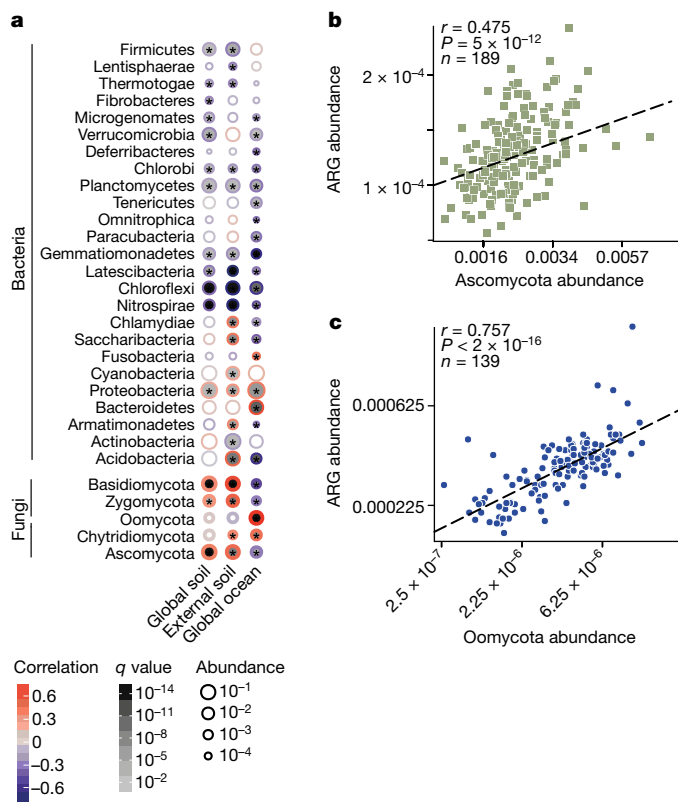 a
Bacteria
Firmicutes
Lentisphaerae
Thermotogae
Fibrobacteres
Microgenomates
Verrucomicrobia
Deferribacteres
Chlorobi
Planctomycetes
Tenericutes
Omnitrophica
Paracubacteria
Gemmatiomonadetes
Latescibacteria
Chloroflexi
Nitrospirae
Chlamydiae
Saccharibacteria
Fusobacteria
Cyanobacteria
Proteobacteria
Bacteroidetes
Armatimonadetes
Actinobacteria
Acidobacteria
Fungi
Basidiomycota
Zygomycota
Oomycota
Chytridiomycota
Ascomycota
Global soil
External soil
Global ocean
Correlation
0.6
0.3
0
−0.3
−0.6
q value
10⁻¹⁴
10⁻¹¹
10⁻⁸
10⁻⁵
10⁻²
Abundance
10⁻¹
10⁻²
10⁻³
10⁻⁴
b
r = 0.475
P = 5 × 10⁻¹²
n = 189
ARG abundance
2 × 10⁻⁴
1 × 10⁻⁴
0.0016 0.0034 0.0057
Ascomycota abundance
c
r = 0.757
P < 2 × 10⁻¹⁶
n = 139
ARG abundance
0.000625
0.000225
2.5 × 10⁻⁷
2.25 × 10⁻⁶
6.25 × 10⁻⁶
Oomycota abundance